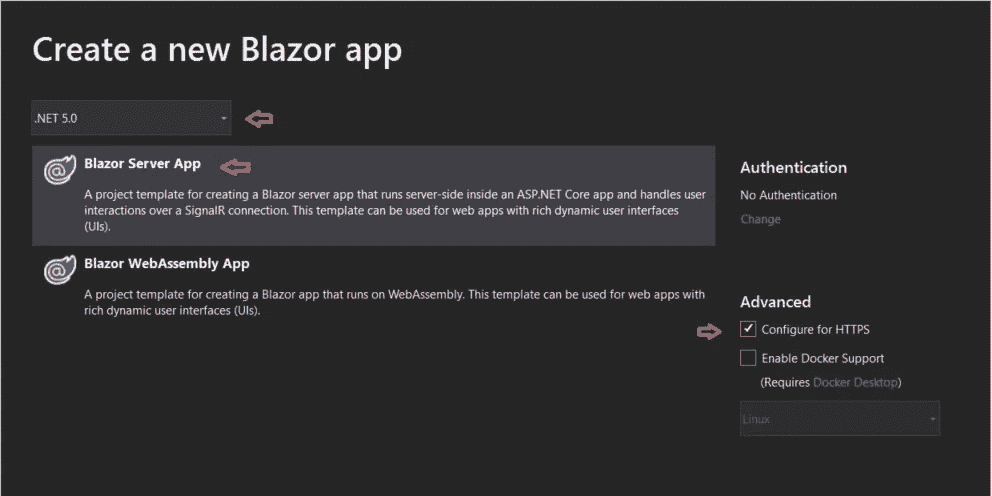 Create a new Blazor app
.NET 5.0
Blazor Server App
A project template for creating a Blazor server app that runs server-side inside an ASP.NET Core app and handles user
interactions over a SignalR connection. This template can be used for web apps with rich dynamic user interfaces
(UIs).
Blazor WebAssembly App
A project template for creating a Blazor app that runs on WebAssembly. This template can be used for web apps with
rich dynamic user interfaces (UIs).
Authentication
No Authentication
Change
Advanced
Configure for HTTPS
Enable Docker Support
(Requires Docker Desktop)
Linux